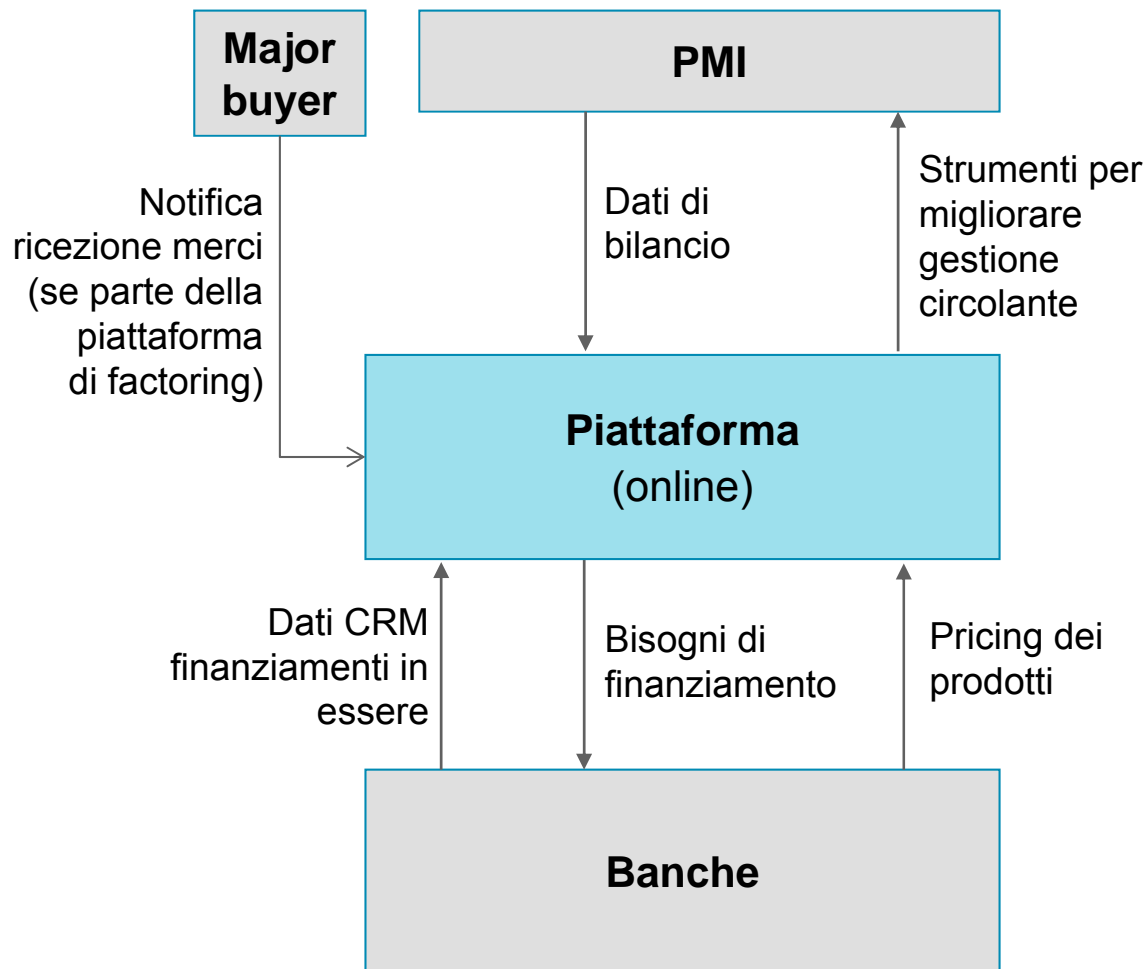 Major
buyer
PMI
Notifica
ricezione merci
(se parte della
piattaforma
di factoring)
Dati di
bilancio
Strumenti per
migliorare
gestione
circolante
Piattaforma
(online)
Dati CRM
finanziamenti in
essere
Bisogni di
finanziamento
Pricing dei
prodotti
Banche